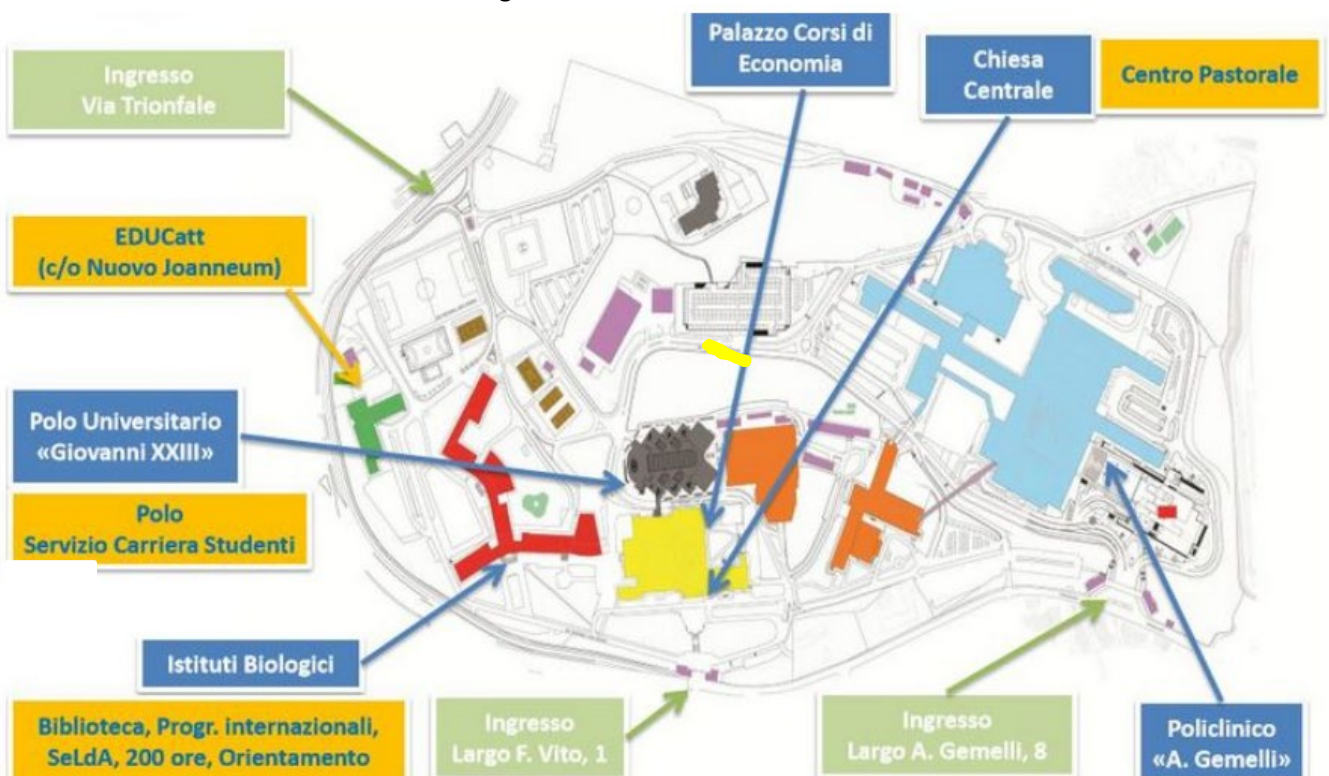 Palazzo Corsi di
Economia
Chiesa
Centrale
Centro Pastorale
Ingresso
Via Trionfale
EDUCatt
(c/o Nuovo Joanneum)
Polo Universitario
«Giovanni XXIII»
Polo
Servizio Carriera Studenti
Istituti Biologici
Biblioteca, Progr. internazionali,
SeLdA, 200 ore, Orientamento
Ingresso
Largo F. Vito, 1
Ingresso
Largo A. Gemelli, 8
Policlinico
«A. Gemelli»